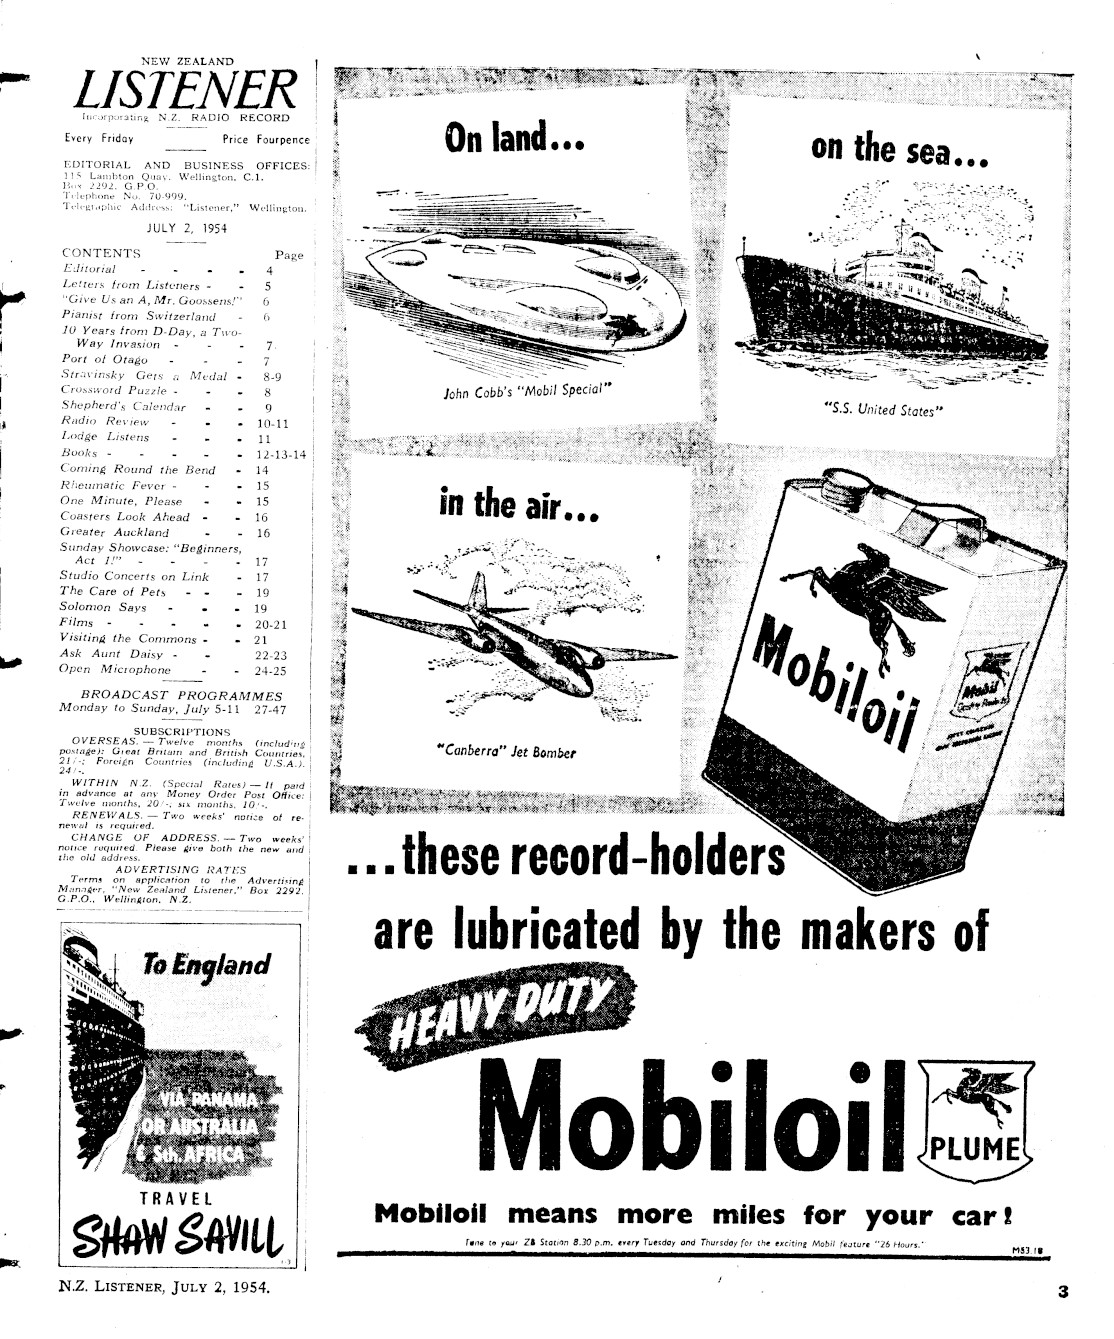 NEW ZEALAND
LISTENER
Incorporating N.Z. RADIO RECORD
Every Friday Price Fourpence
EDITORIAL AND BUSINESS OFFICES:
115 Lambton Quay, Wellington, C.1.
Box 2292, G.P.O.
Telephone No. 70-999.
Telegraphic Address: "Listener," Wellington.
JULY 2, 1954
CONTENTS Page
Editorial - - - - 4
Letters from Listeners - - 5
"Give Us an A, Mr. Goossens!" 6
Pianist from Switzerland - 6
10 Years from D-Day, a Two-
Way Invasion - - - 7
Port of Otago - - - 7
Stravinsky Gets a Medal - 8-9
Crossword Puzzle - - - 8
Shepherd's Calendar - - 9
Radio Review - - - 10-11
Lodge Listens - - - 11
Books - - - - - 12-13-14
Coming Round the Bend - 14
Rheumatic Fever - - - 15
One Minute, Please - - 15
Coasters Look Ahead - - 16
Greater Auckland - - 16
Sunday Showcase: "Beginners,
Act 1!" - - - - 17
Studio Concerts on Link - 17
The Care of Pets - - - 19
Solomon Says - - - 19
Films - - - - - 20-21
Visiting the Commons - - 21
Ask Aunt Daisy - - 22-23
Open Microphone - - 24-25
BROADCAST PROGRAMMES
Monday to Sunday, July 5-11 27-47
SUBSCRIPTIONS
OVERSEAS. — Twelve months (including
postage): Great Britain and British Countries,
21/-; Foreign Countries (including U.S.A.),
24/-.
WITHIN N.Z. (Special Rates) — If paid
in advance at any Money Order Post Office:
Twelve months, 20/-; six months, 10/-.
RENEWALS. — Two weeks' notice of re-
newal is required.
CHANGE OF ADDRESS. — Two weeks'
notice required. Please give both the new and
the old address.
ADVERTISING RATES
Terms on application to the Advertising
Manager, "New Zealand Listener," Box 2292,
G.P.O., Wellington, N.Z.
To England
VIA PANAMA
OR AUSTRALIA
& Sth. AFRICA
TRAVEL
SHAW SAVILL
On land...
John Cobb's "Mobil Special"
on the sea...
"S.S. United States"
in the air...
"Canberra" Jet Bomber
Mobiloil
Mobil
...these record-holders
are lubricated by the makers of
HEAVY DUTY
Mobiloil
PLUME
Mobiloil means more miles for your car!
Tune to your ZB Station 8.30 p.m. every Tuesday and Thursday for the exciting Mobil feature "26 Hours."
M53.18
N.Z. LISTENER, JULY 2, 1954.
3